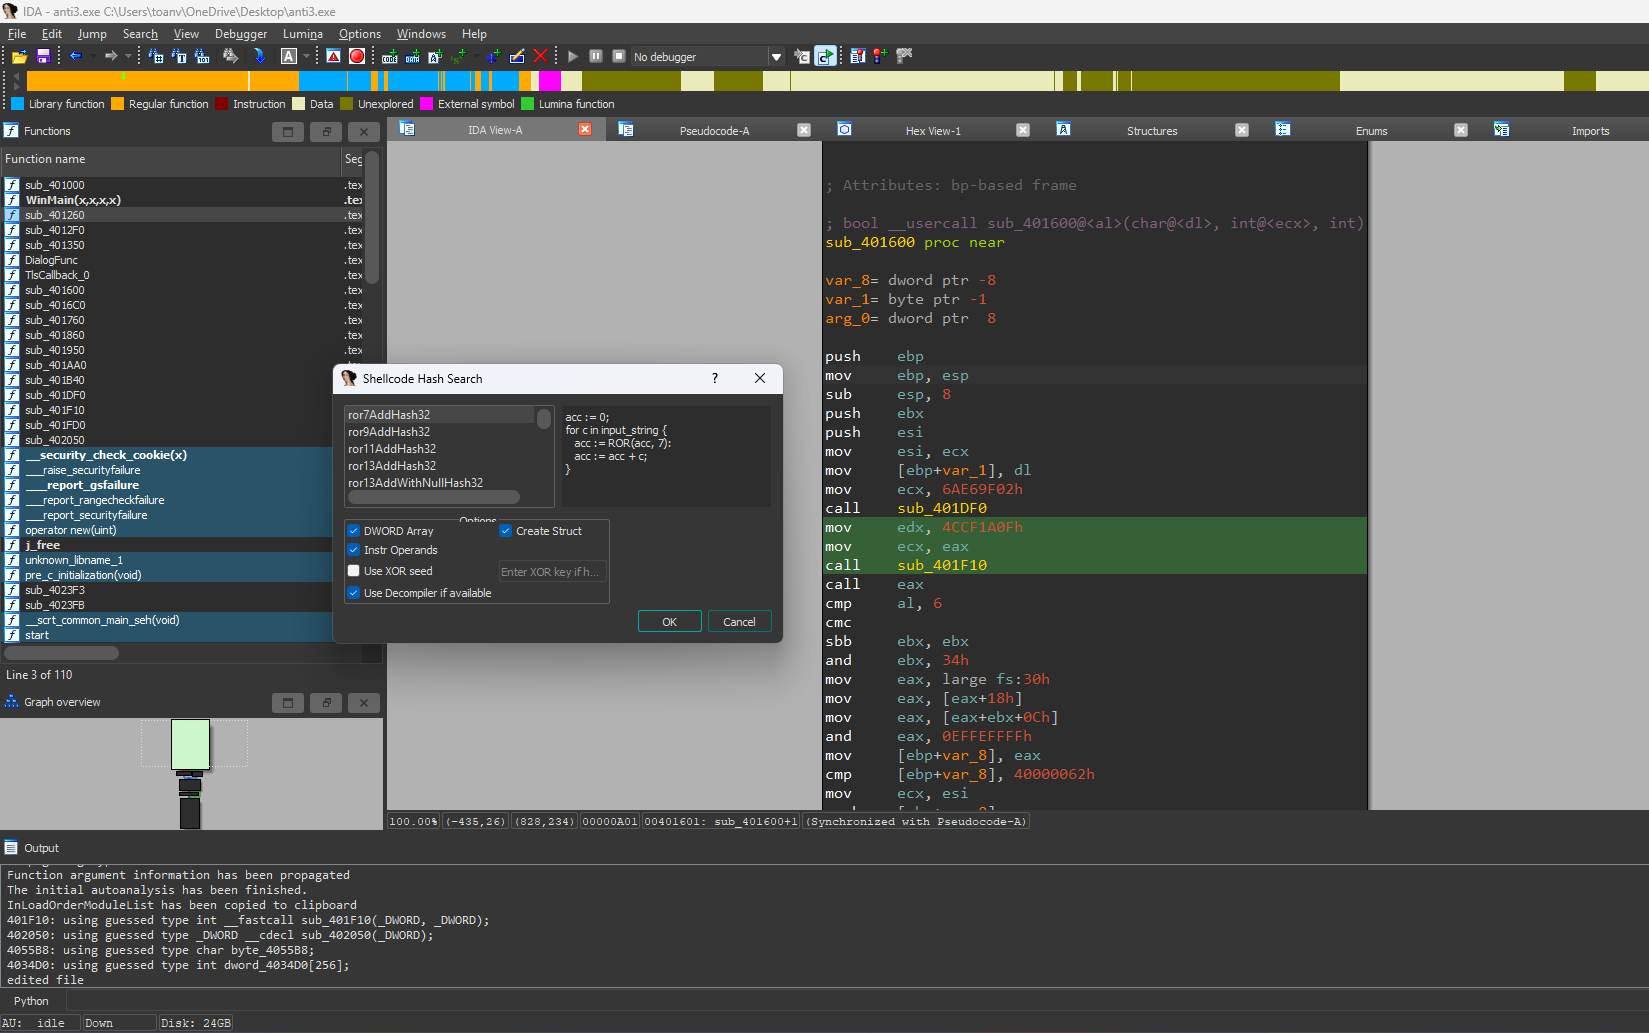 IDA - anti3.exe C:\Users\toanv\OneDrive\Desktop\anti3.exe
File Edit Jump Search View Debugger Lumina Options Windows Help
No debugger
Library function Regular function Instruction Data Unexplored External symbol Lumina function
Functions
Function name Seg
sub_401000 .tex
WinMain(x,x,x,x) .tex
sub_401260 .tex
sub_4012F0 .tex
sub_401350 .tex
DialogFunc .tex
TlsCallback_0 .tex
sub_401600 .tex
sub_4016C0 .tex
sub_401760 .tex
sub_401860 .tex
sub_401950 .tex
sub_401AA0
sub_401B40
sub_401DF0
sub_401F10
sub_401FD0
sub_402050
__security_check_cookie(x)
___raise_securityfailure
____report_gsfailure
___report_rangecheckfailure
___report_securityfailure
operator new(uint)
j_free
unknown_libname_1
pre_c_initialization(void)
sub_4023F3
sub_4023FB
__scrt_common_main_seh(void)
start
Line 3 of 110
Graph overview
IDA View-A Pseudocode-A Hex View-1 Structures Enums Imports
; Attributes: bp-based frame
; bool __usercall sub_401600@<al>(char@<dl>, int@<ecx>, int)
sub_401600 proc near
var_8= dword ptr -8
var_1= byte ptr -1
arg_0= dword ptr 8
push ebp
mov ebp, esp
sub esp, 8
push ebx
push esi
mov esi, ecx
mov [ebp+var_1], dl
mov ecx, 6AE69F02h
call sub_401DF0
mov edx, 4CCF1A0Fh
mov ecx, eax
call sub_401F10
call eax
cmp al, 6
cmc
sbb ebx, ebx
and ebx, 34h
mov eax, large fs:30h
mov eax, [eax+18h]
mov eax, [eax+ebx+0Ch]
and eax, 0EFFEFFFFh
mov [ebp+var_8], eax
cmp [ebp+var_8], 40000062h
mov ecx, esi
Shellcode Hash Search
?
ror7AddHash32
ror9AddHash32
ror11AddHash32
ror13AddHash32
ror13AddWithNullHash32
acc := 0;
for c in input_string {
acc := ROR(acc, 7):
acc := acc + c;
}
Options
DWORD Array Create Struct
Instr Operands
Use XOR seed Enter XOR key if h...
Use Decompiler if available
OK Cancel
100.00% (-435,26) (828,234) 00000A01 00401601: sub_401600+1 (Synchronized with Pseudocode-A)
Output
Function argument information has been propagated
The initial autoanalysis has been finished.
InLoadOrderModuleList has been copied to clipboard
401F10: using guessed type int __fastcall sub_401F10(_DWORD, _DWORD);
402050: using guessed type _DWORD __cdecl sub_402050(_DWORD);
4055B8: using guessed type char byte_4055B8;
4034D0: using guessed type int dword_4034D0[256];
edited file
Python
AU: idle Down Disk: 24GB